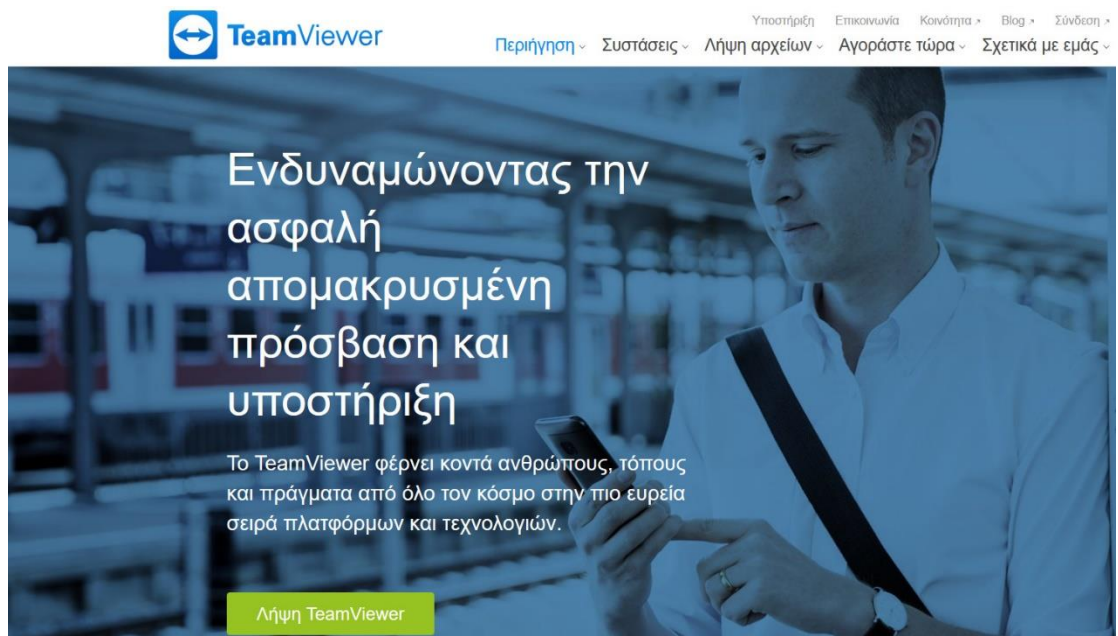 TeamViewer
Υποστήριξη Επικοινωνία Κοινότητα Blog Σύνδεση
Περιήγηση Συστάσεις Λήψη αρχείων Αγοράστε τώρα Σχετικά με εμάς
Ενδυναμώνοντας την
ασφαλή
απομακρυσμένη
πρόσβαση και
υποστήριξη
Το TeamViewer φέρνει κοντά ανθρώπους, τόπους
και πράγματα από όλο τον κόσμο στην πιο ευρεία
σειρά πλατφόρμων και τεχνολογιών.
Λήψη TeamViewer